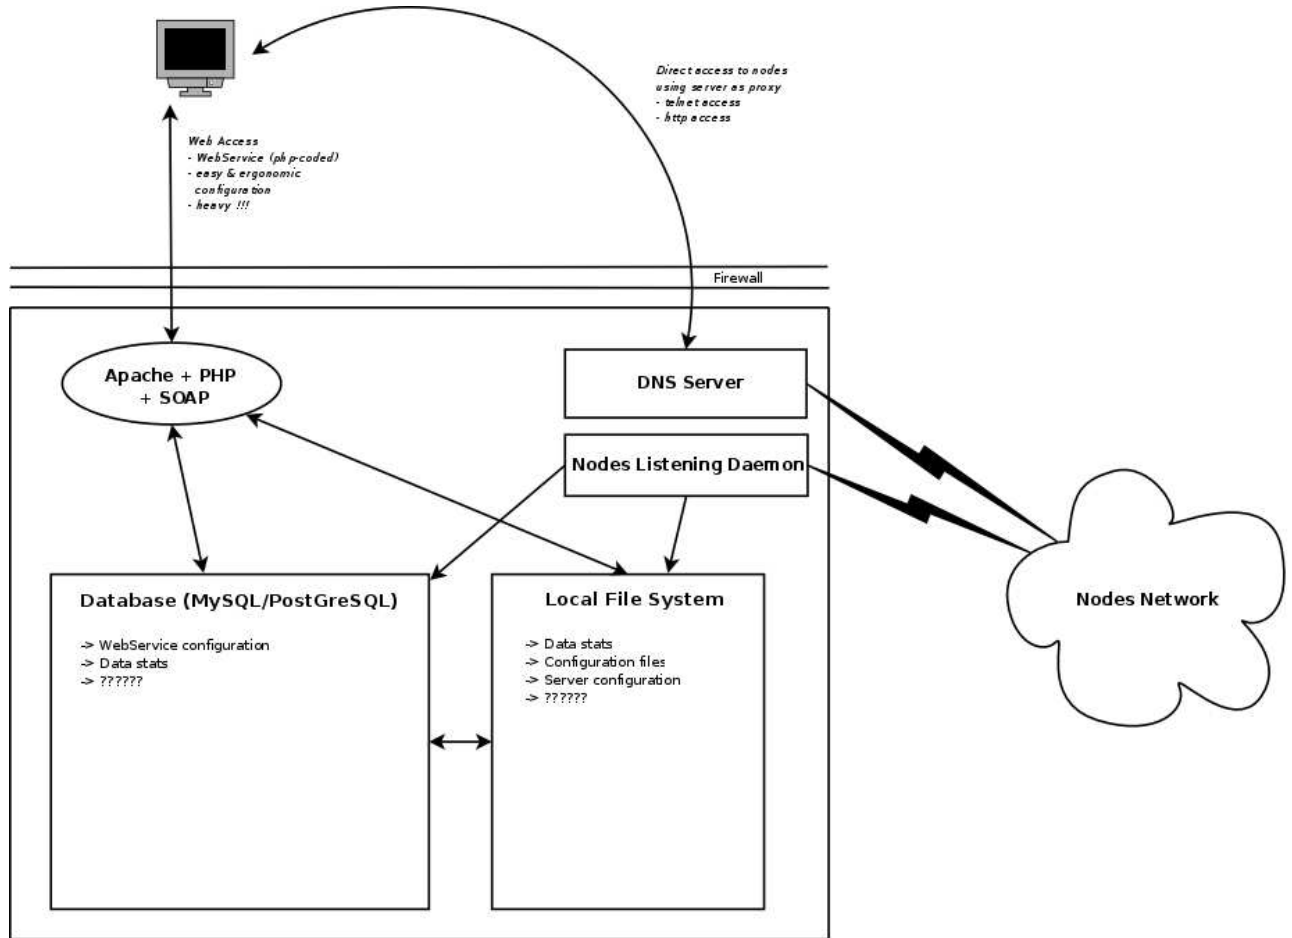 Direct access to nodes
using server as proxy
- telnet access
- http access
Web Access
- WebService (php-coded)
- easy & ergonomic
configuration
- heavy !!!
Firewall
Apache + PHP
+ SOAP
DNS Server
Nodes Listening Daemon
Database (MySQL/PostGreSQL)
-> WebService configuration
-> Data stats
-> ??????
Local File System
-> Data stats
-> Configuration files
-> Server configuration
-> ??????
Nodes Network